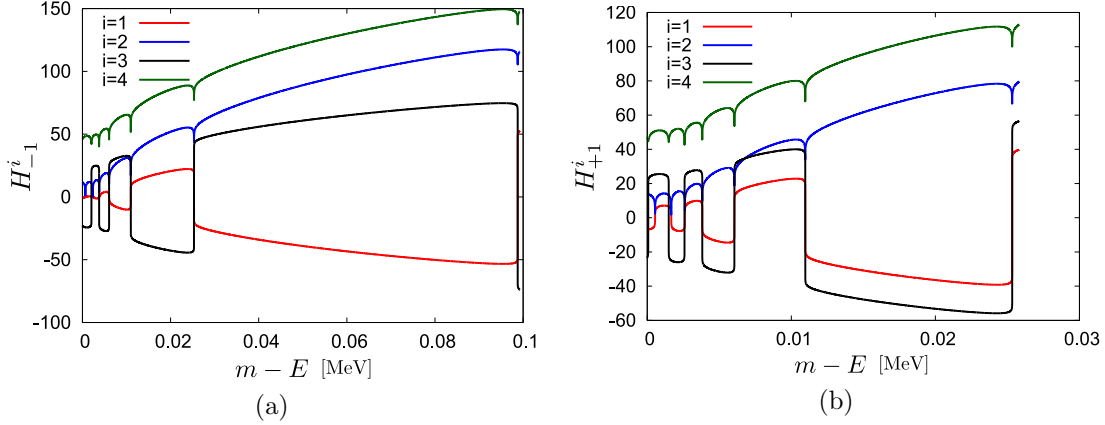 150
100
50
0
-50
-100
H^i_{-1}
i=1
i=2
i=3
i=4
0 0.02 0.04 0.06 0.08 0.1
m − E [MeV]
(a)
120
100
80
60
40
20
0
-20
-40
-60
H^i_{+1}
i=1
i=2
i=3
i=4
0 0.01 0.02 0.03
m − E [MeV]
(b)